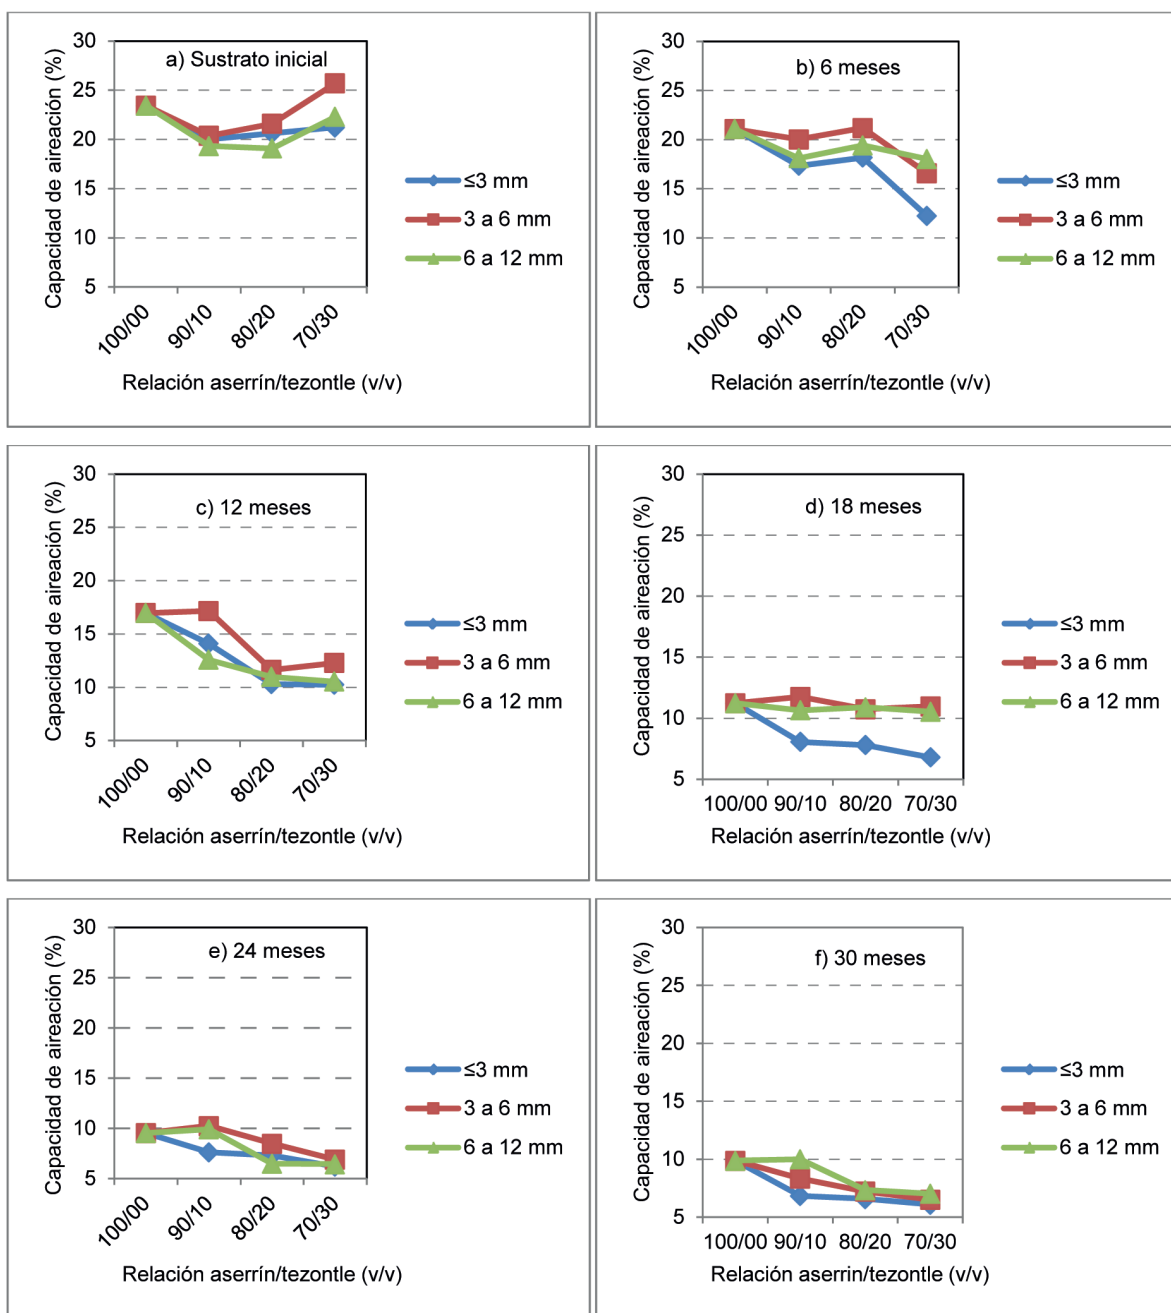 a) Sustrato inicial
Capacidad de aireación (%)
30
25
20
15
10
5
100/00
90/10
80/20
70/30
Relación aserrín/tezontle (v/v)
≤3 mm
3 a 6 mm
6 a 12 mm
b) 6 meses
Capacidad de aireación (%)
30
25
20
15
10
5
100/00
90/10
80/20
70/30
Relación aserrín/tezontle (v/v)
≤3 mm
3 a 6 mm
6 a 12 mm
c) 12 meses
Capacidad de aireación (%)
30
25
20
15
10
5
100/00
90/10
80/20
70/30
Relación aserrín/tezontle (v/v)
≤3 mm
3 a 6 mm
6 a 12 mm
d) 18 meses
Capacidad de aireación (%)
30
25
20
15
10
5
100/00 90/10 80/20 70/30
Relación aserrín/tezontle (v/v)
≤3 mm
3 a 6 mm
6 a 12 mm
e) 24 meses
Capacidad de aireación (%)
30
25
20
15
10
5
100/00
90/10
80/20
70/30
Relación aserrín/tezontle (v/v)
≤3 mm
3 a 6 mm
6 a 12 mm
f) 30 meses
Capacidad de aireación (%)
30
25
20
15
10
5
100/00 90/10 80/20 70/30
Relación aserrin/tezontle (v/v)
≤3 mm
3 a 6 mm
6 a 12 mm